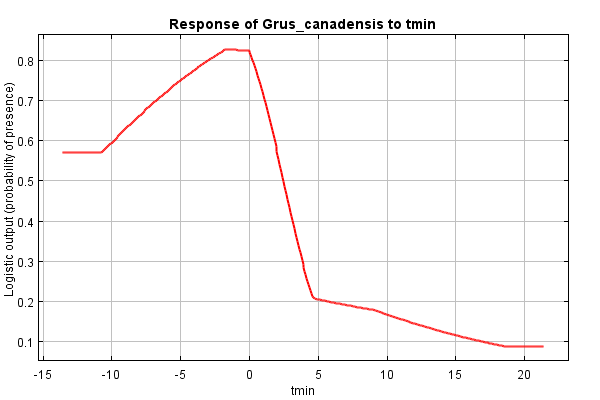 Response of Grus_canadensis to tmin
Logistic output (probability of presence)
0.8
0.7
0.6
0.5
0.4
0.3
0.2
0.1
-15 -10 -5 0 5 10 15 20
tmin